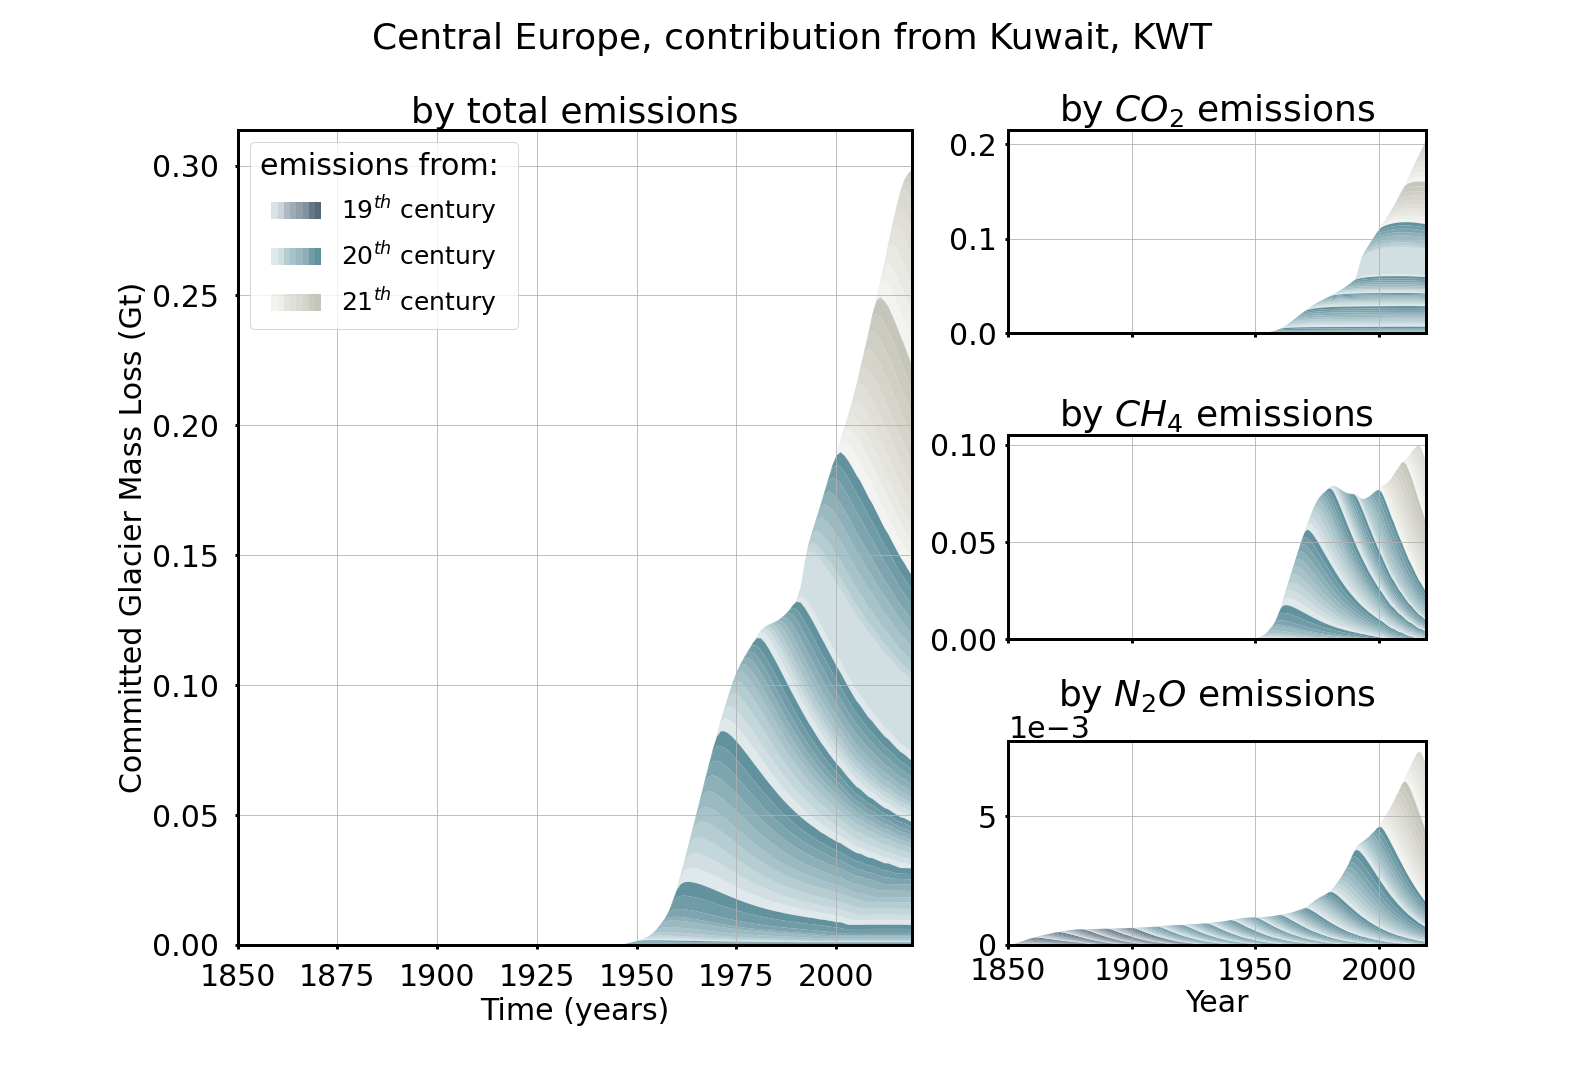 Central Europe, contribution from Kuwait, KWT
by total emissions
Committed Glacier Mass Loss (Gt)
0.30
0.25
0.20
0.15
0.10
0.05
0.00
emissions from:
19th century
20th century
21th century
1850 1875 1900 1925 1950 1975 2000
Time (years)
by CO2 emissions
0.2
0.1
0.0
by CH4 emissions
0.10
0.05
0.00
by N2O emissions
1e−3
5
0
1850 1900 1950 2000
Year